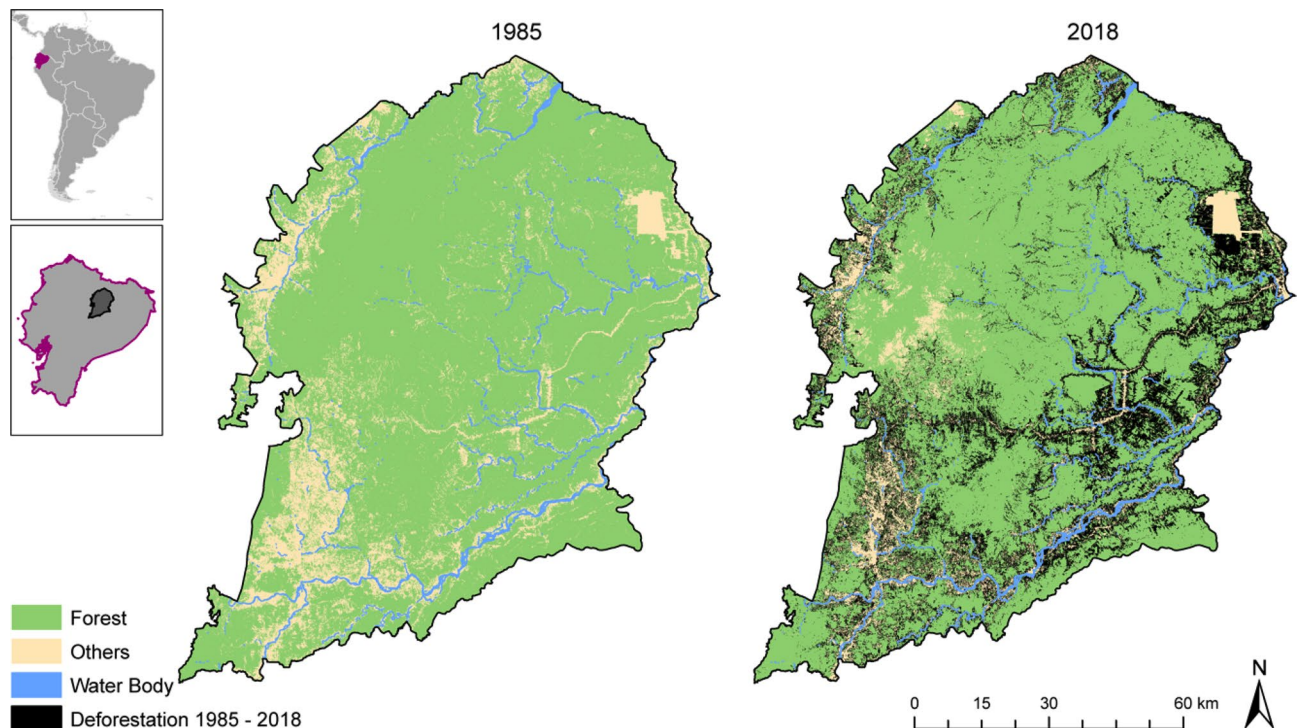 1985
2018
Forest
Others
Water Body
Deforestation 1985 - 2018
N
0 15 30 60 km